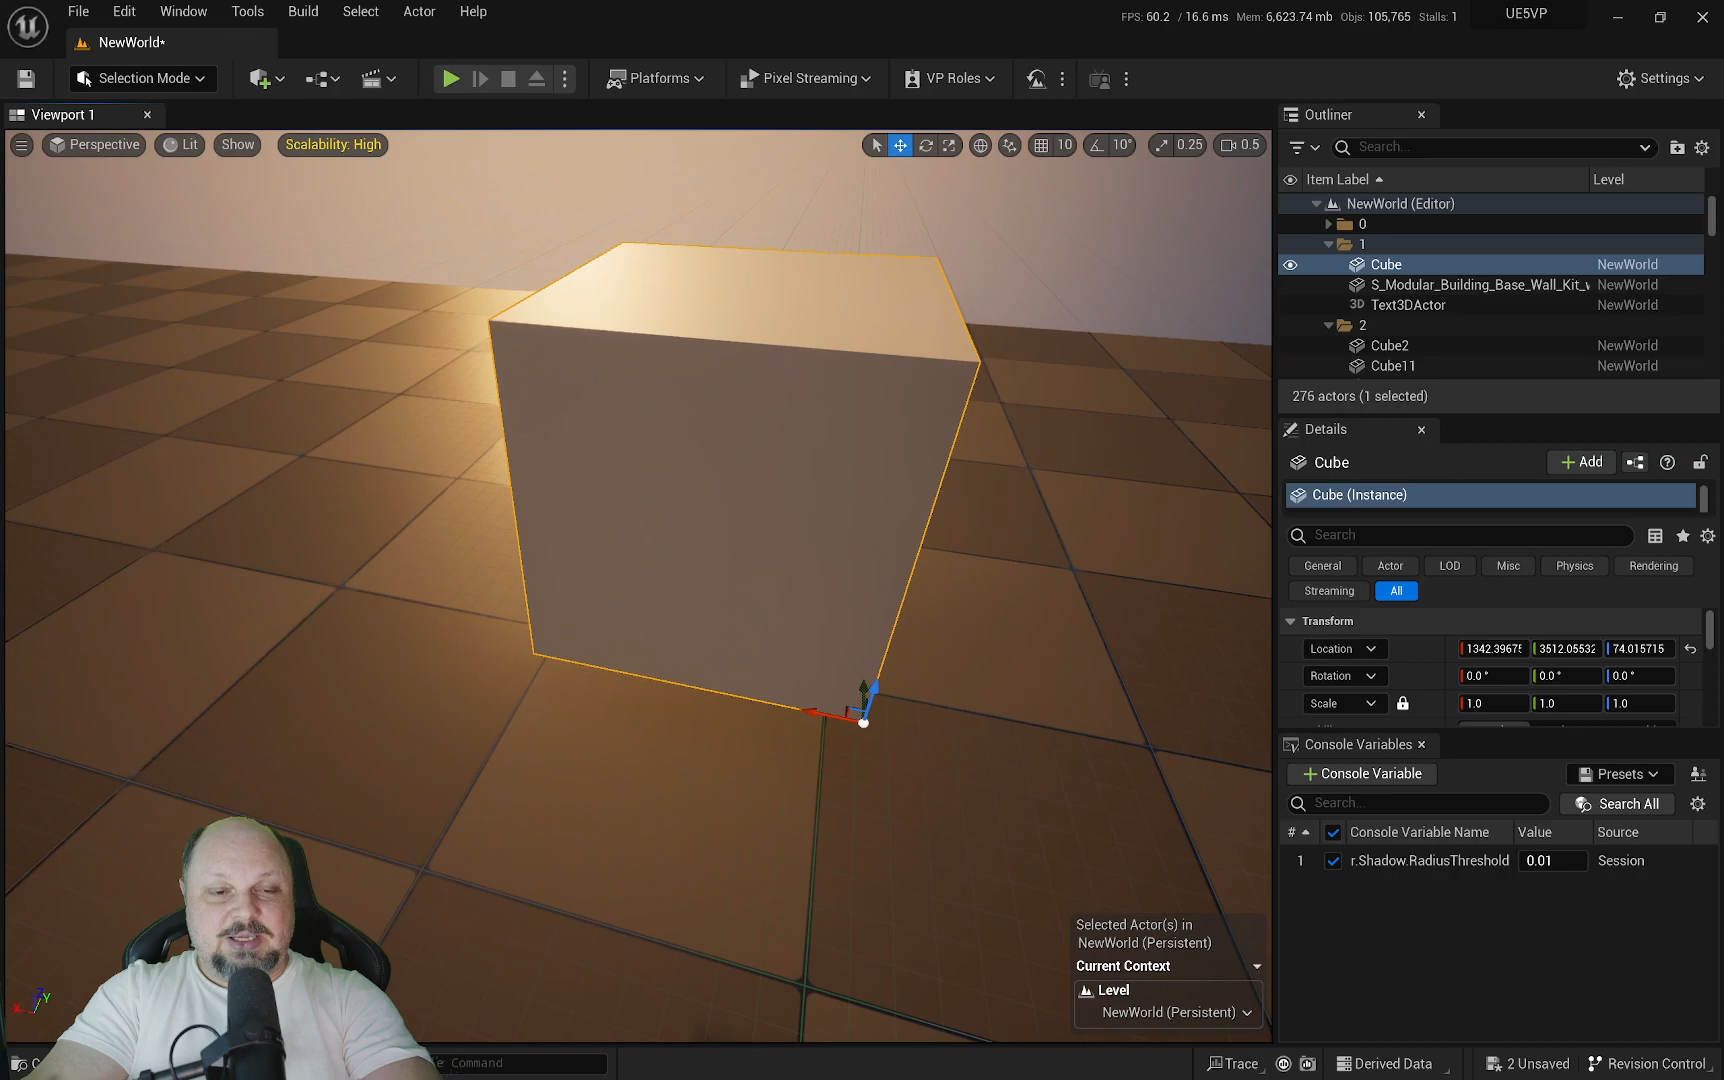 File Edit Window Tools Build Select Actor Help
FPS: 60.2 / 16.6 ms Mem: 6,623.74 mb Objs: 105,765 Stalls: 1
UE5VP
NewWorld*
Selection Mode
Platforms
Pixel Streaming
VP Roles
Settings
Viewport 1
Perspective
Lit
Show
Scalability: High
10
10°
0.25
0.5
Outliner
Search...
Item Label
Level
NewWorld (Editor)
0
1
Cube NewWorld
S_Modular_Building_Base_Wall_Kit_ NewWorld
3D Text3DActor NewWorld
2
Cube2 NewWorld
Cube11 NewWorld
276 actors (1 selected)
Details
Cube
Add
Cube (Instance)
Search
General Actor LOD Misc Physics Rendering
Streaming All
Transform
Location 1342.3967 3512.05532 74.015715
Rotation 0.0° 0.0° 0.0°
Scale 1.0 1.0 1.0
Console Variables
+ Console Variable
Presets
Search...
Search All
# Console Variable Name Value Source
1 r.Shadow.RadiusThreshold 0.01 Session
Selected Actor(s) in
NewWorld (Persistent)
Current Context
Level
NewWorld (Persistent)
X
Z
Y
Command
Trace
Derived Data
2 Unsaved
Revision Control